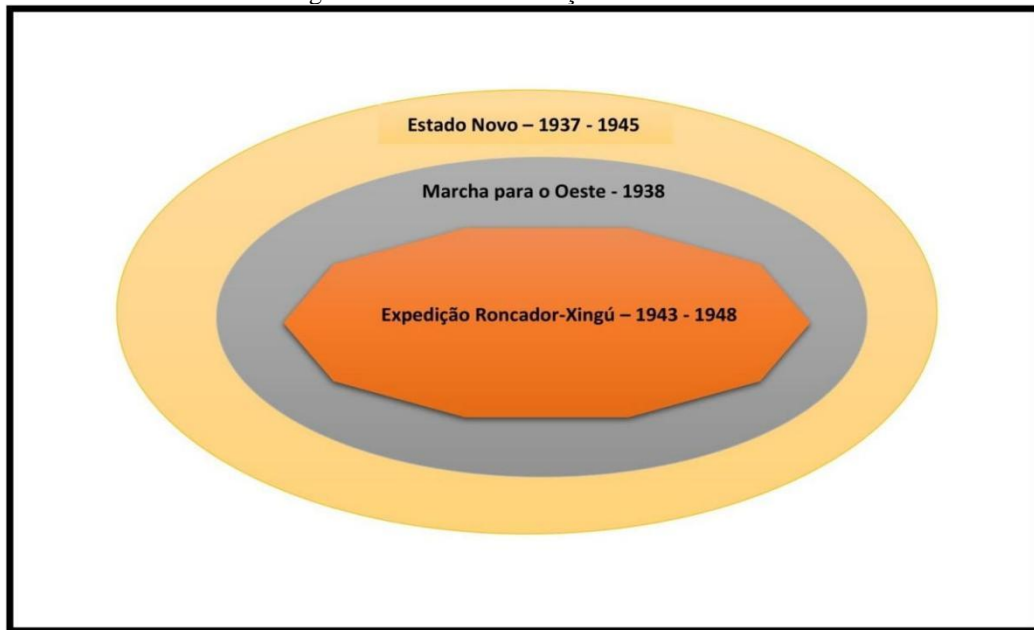 Estado Novo – 1937 - 1945
Marcha para o Oeste - 1938
Expedição Roncador-Xingú – 1943 - 1948